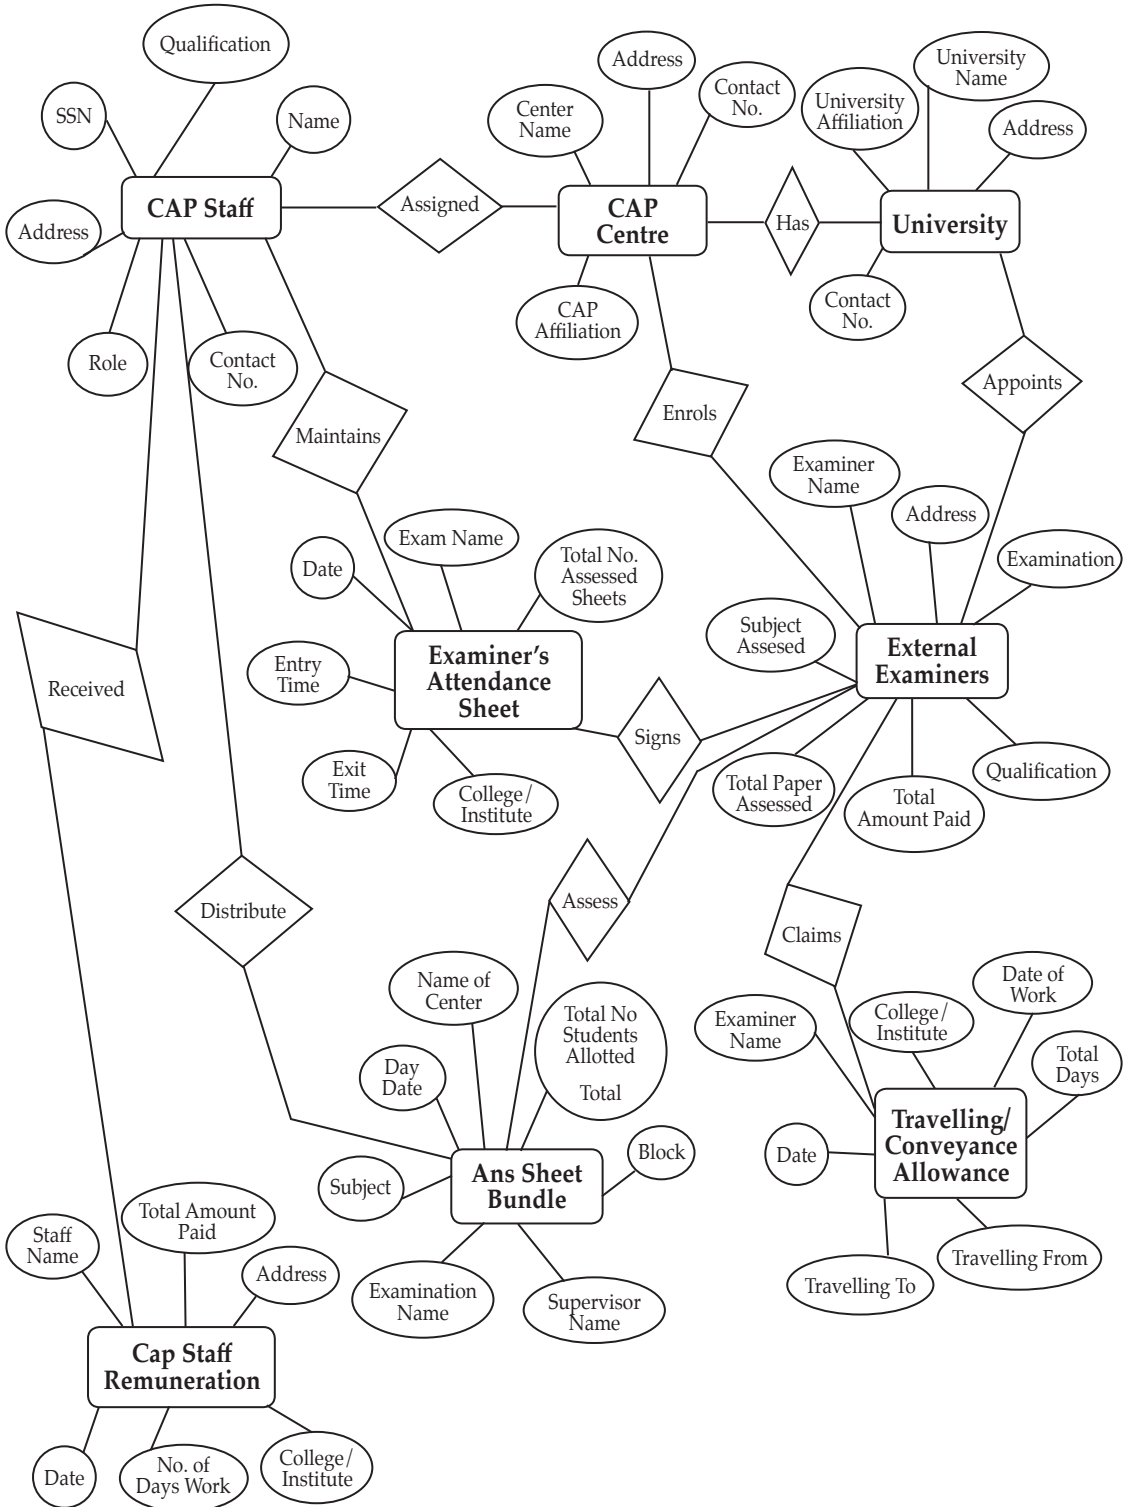 Qualification
SSN
Name
Address
CAP Staff
Role
Contact
No.
Assigned
Center
Name
Address
Contact
No.
CAP
Centre
CAP
Affiliation
Has
University
Affiliation
University
Name
Address
University
Contact
No.
Appoints
Enrols
Maintains
Received
Distribute
Date
Exam Name
Total No.
Assessed
Sheets
Entry
Time
Examiner's
Attendance
Sheet
Exit
Time
College/
Institute
Signs
Examiner
Name
Address
Examination
Subject
Assesed
External
Examiners
Total Paper
Assessed
Total
Amount Paid
Qualification
Assess
Claims
Name of
Center
Total No
Students
Allotted
Total
Day
Date
Subject
Block
Ans Sheet
Bundle
Examination
Name
Supervisor
Name
Examiner
Name
College/
Institute
Date of
Work
Total
Days
Date
Travelling/
Conveyance
Allowance
Travelling To
Travelling From
Staff
Name
Total Amount
Paid
Address
Cap Staff
Remuneration
Date
No. of
Days Work
College/
Institute